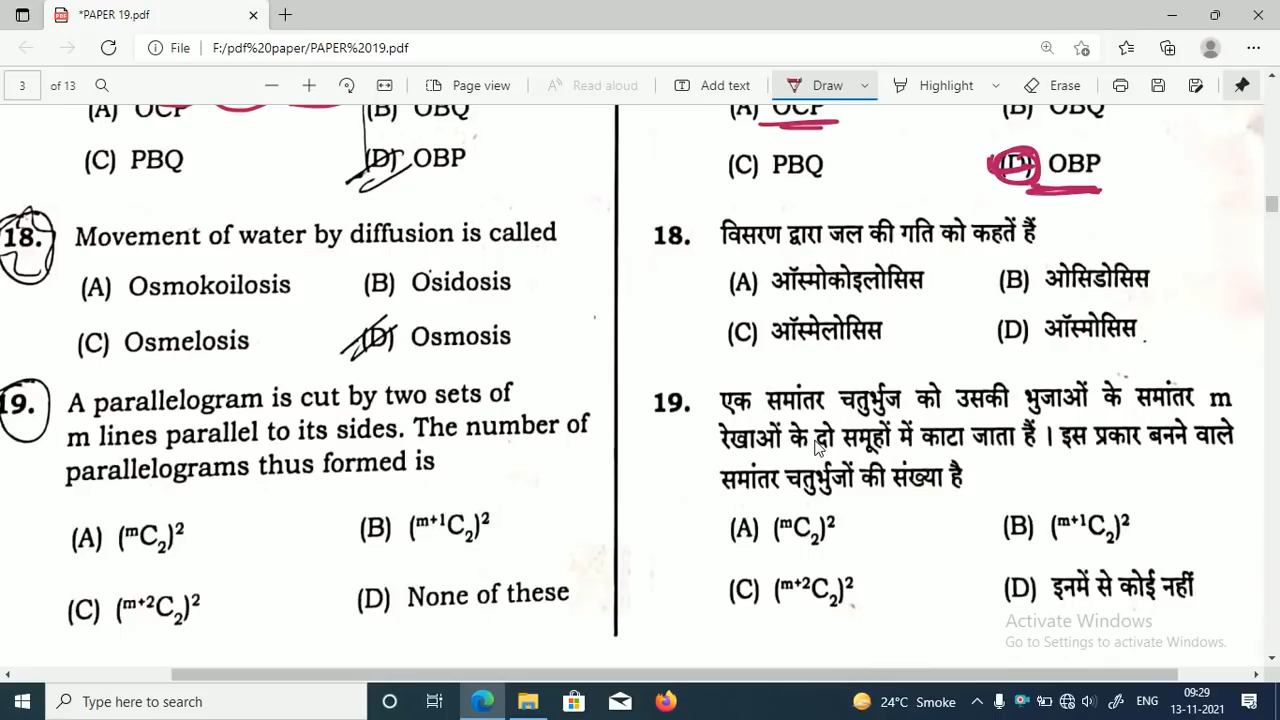 *PAPER 19.pdf
File F:/pdf%20paper/PAPER%2019.pdf
3 of 13 Page view Read aloud Add text Draw Highlight Erase
(A) OCP (B) OBQ
(C) PBQ (D) OBP
18. Movement of water by diffusion is called
(A) Osmokoilosis (B) Osidosis
(C) Osmelosis (D) Osmosis
19. A parallelogram is cut by two sets of
m lines parallel to its sides. The number of
parallelograms thus formed is
(A) (ᵐC₂)² (B) (ᵐ⁺¹C₂)²
(C) (ᵐ⁺²C₂)² (D) None of these
(A) OCP (B) OBQ
(C) PBQ (D) OBP
18. विसरण द्वारा जल की गति को कहतें हैं
(A) ऑस्मोकोइलोसिस (B) ओसिडोसिस
(C) ऑस्मेलोसिस (D) ऑस्मोसिस
19. एक समांतर चतुर्भुज को उसकी भुजाओं के समांतर m
रेखाओं के दो समूहों में काटा जाता हैं । इस प्रकार बनने वाले
समांतर चतुर्भुजों की संख्या है
(A) (ᵐC₂)² (B) (ᵐ⁺¹C₂)²
(C) (ᵐ⁺²C₂)² (D) इनमें से कोई नहीं
Activate Windows
Go to Settings to activate Windows.
Type here to search 24°C Smoke ENG 09:29
13-11-2021